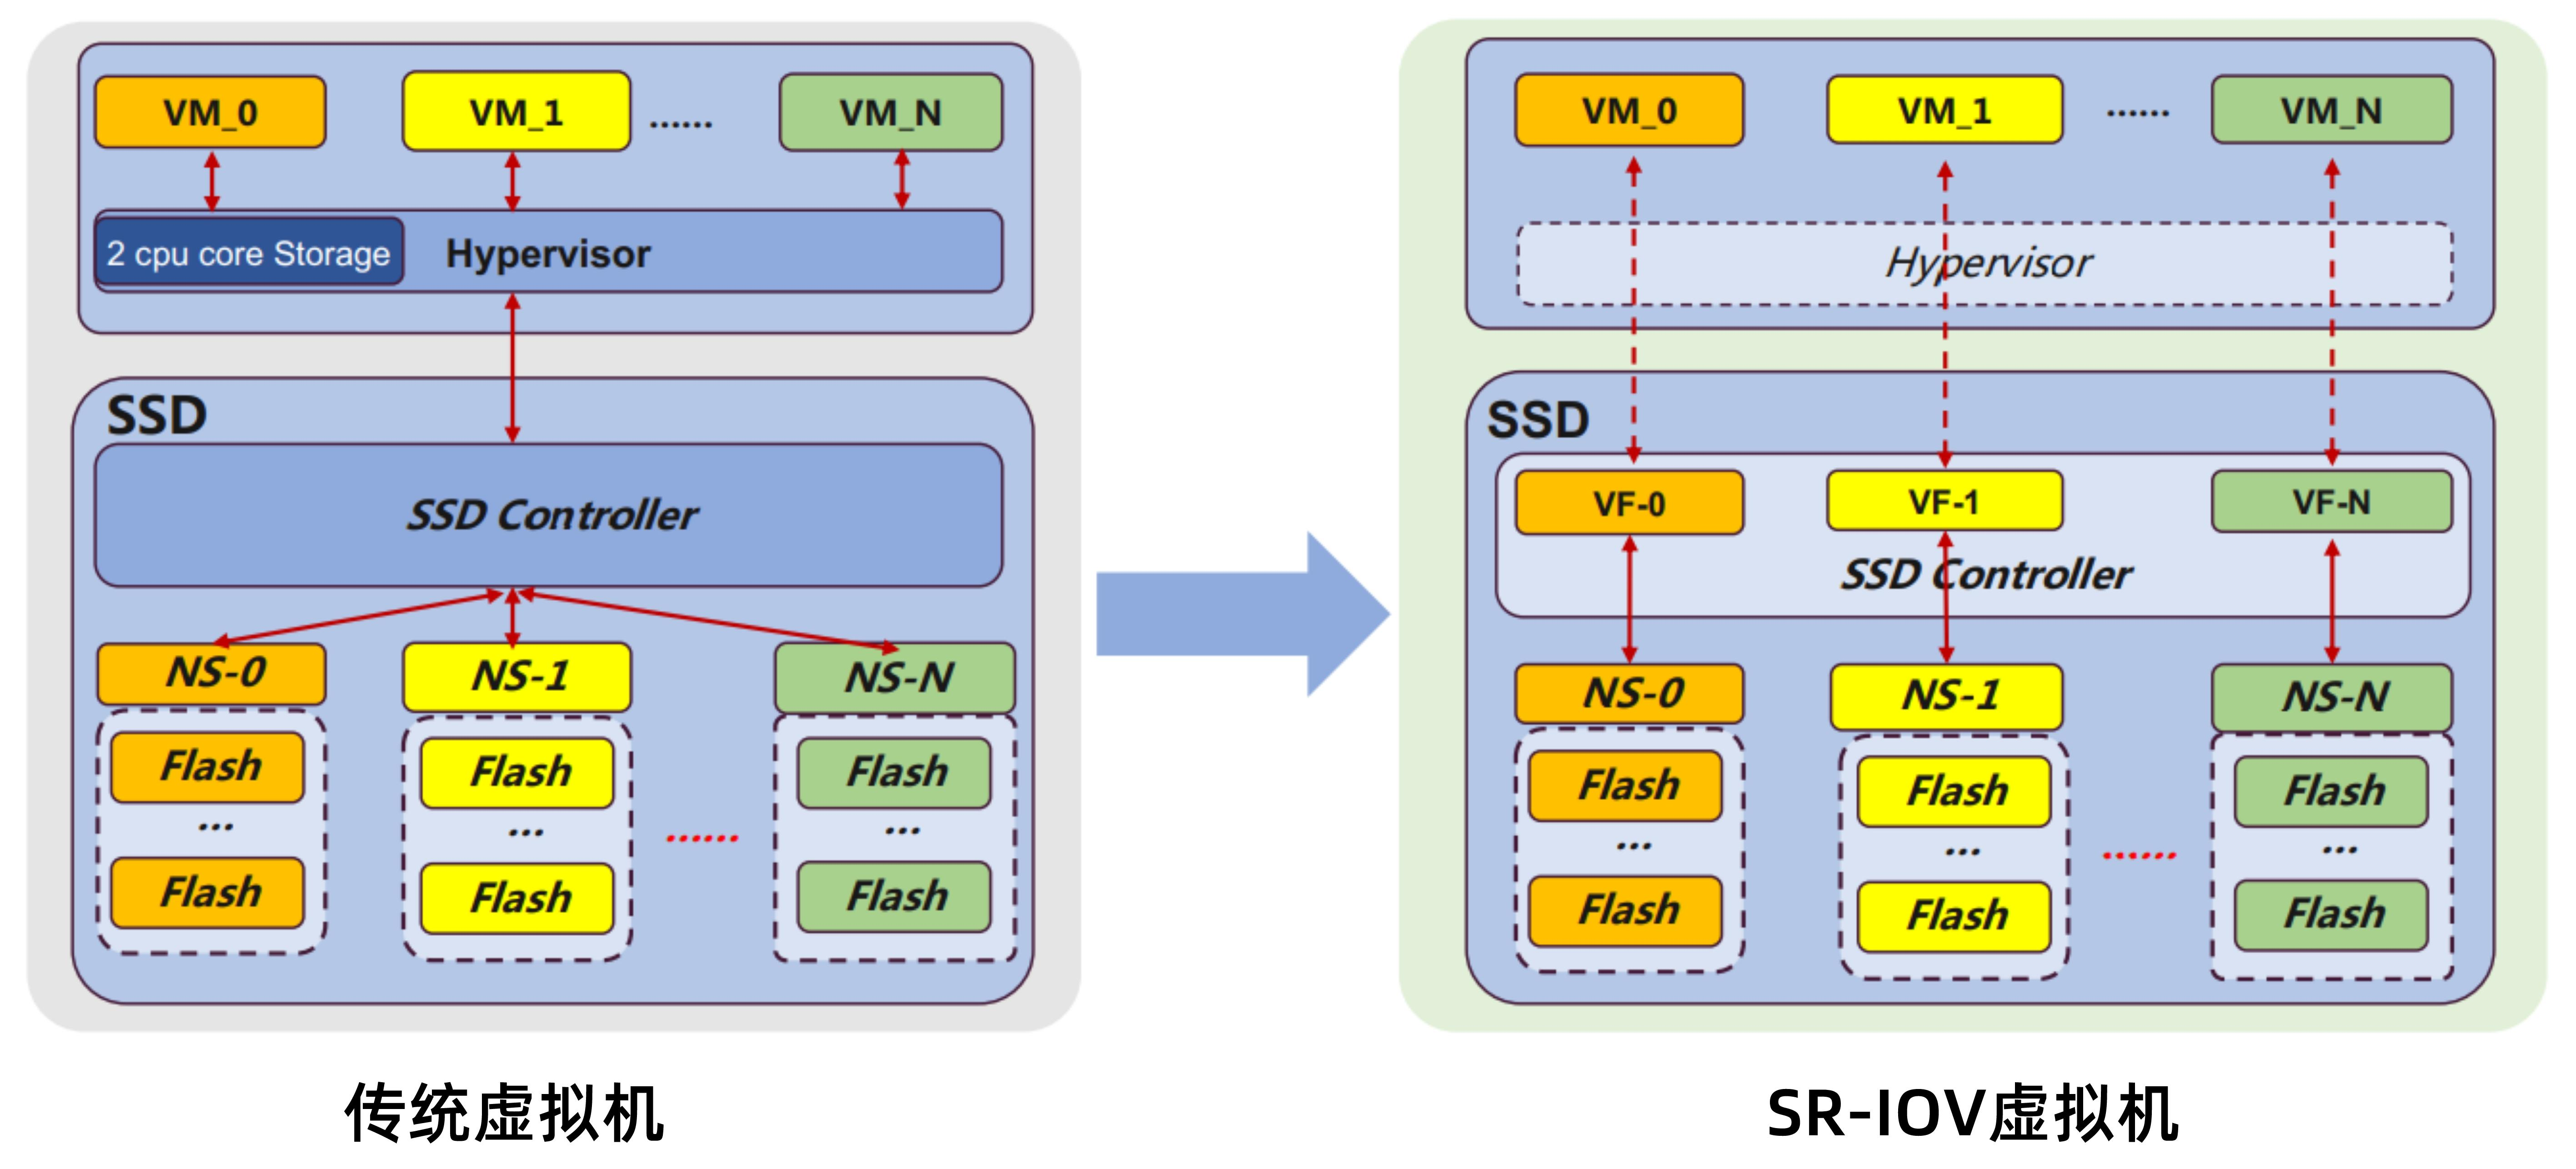 VM_0
VM_1
......
VM_N
2 cpu core Storage
Hypervisor
SSD
SSD Controller
NS-0
NS-1
NS-N
Flash
Flash
Flash
...
...
...
......
Flash
Flash
Flash
传统虚拟机
VM_0
VM_1
......
VM_N
Hypervisor
SSD
VF-0
VF-1
VF-N
SSD Controller
NS-0
NS-1
NS-N
Flash
Flash
Flash
...
...
...
......
Flash
Flash
Flash
SR-IOV虚拟机